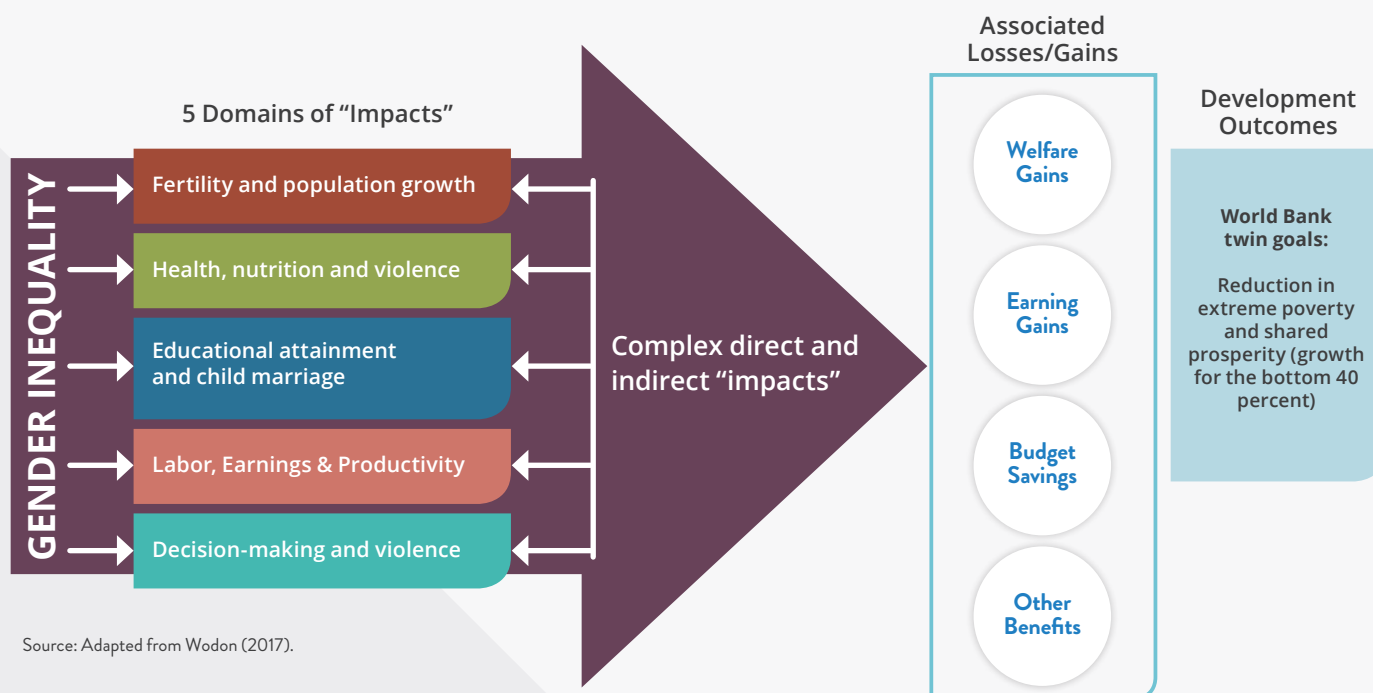 5 Domains of “Impacts”
GENDER INEQUALITY
Fertility and population growth
Health, nutrition and violence
Educational attainment
and child marriage
Labor, Earnings & Productivity
Decision-making and violence
Complex direct and
indirect “impacts”
Associated
Losses/Gains
Welfare
Gains
Earning
Gains
Budget
Savings
Other
Benefits
Development
Outcomes
World Bank
twin goals:
Reduction in
extreme poverty
and shared
prosperity (growth
for the bottom 40
percent)
Source: Adapted from Wodon (2017).